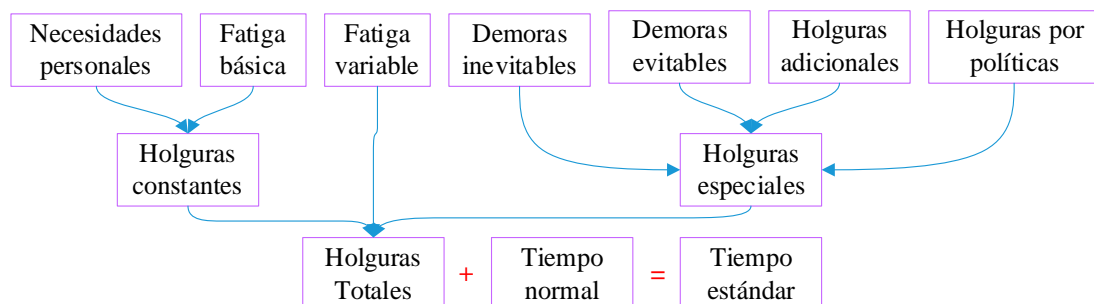 Necesidades
personales
Fatiga
básica
Fatiga
variable
Demoras
inevitables
Demoras
evitables
Holguras
adicionales
Holguras por
políticas
Holguras
constantes
Holguras
especiales
Holguras
Totales
+
Tiempo
normal
=
Tiempo
estándar